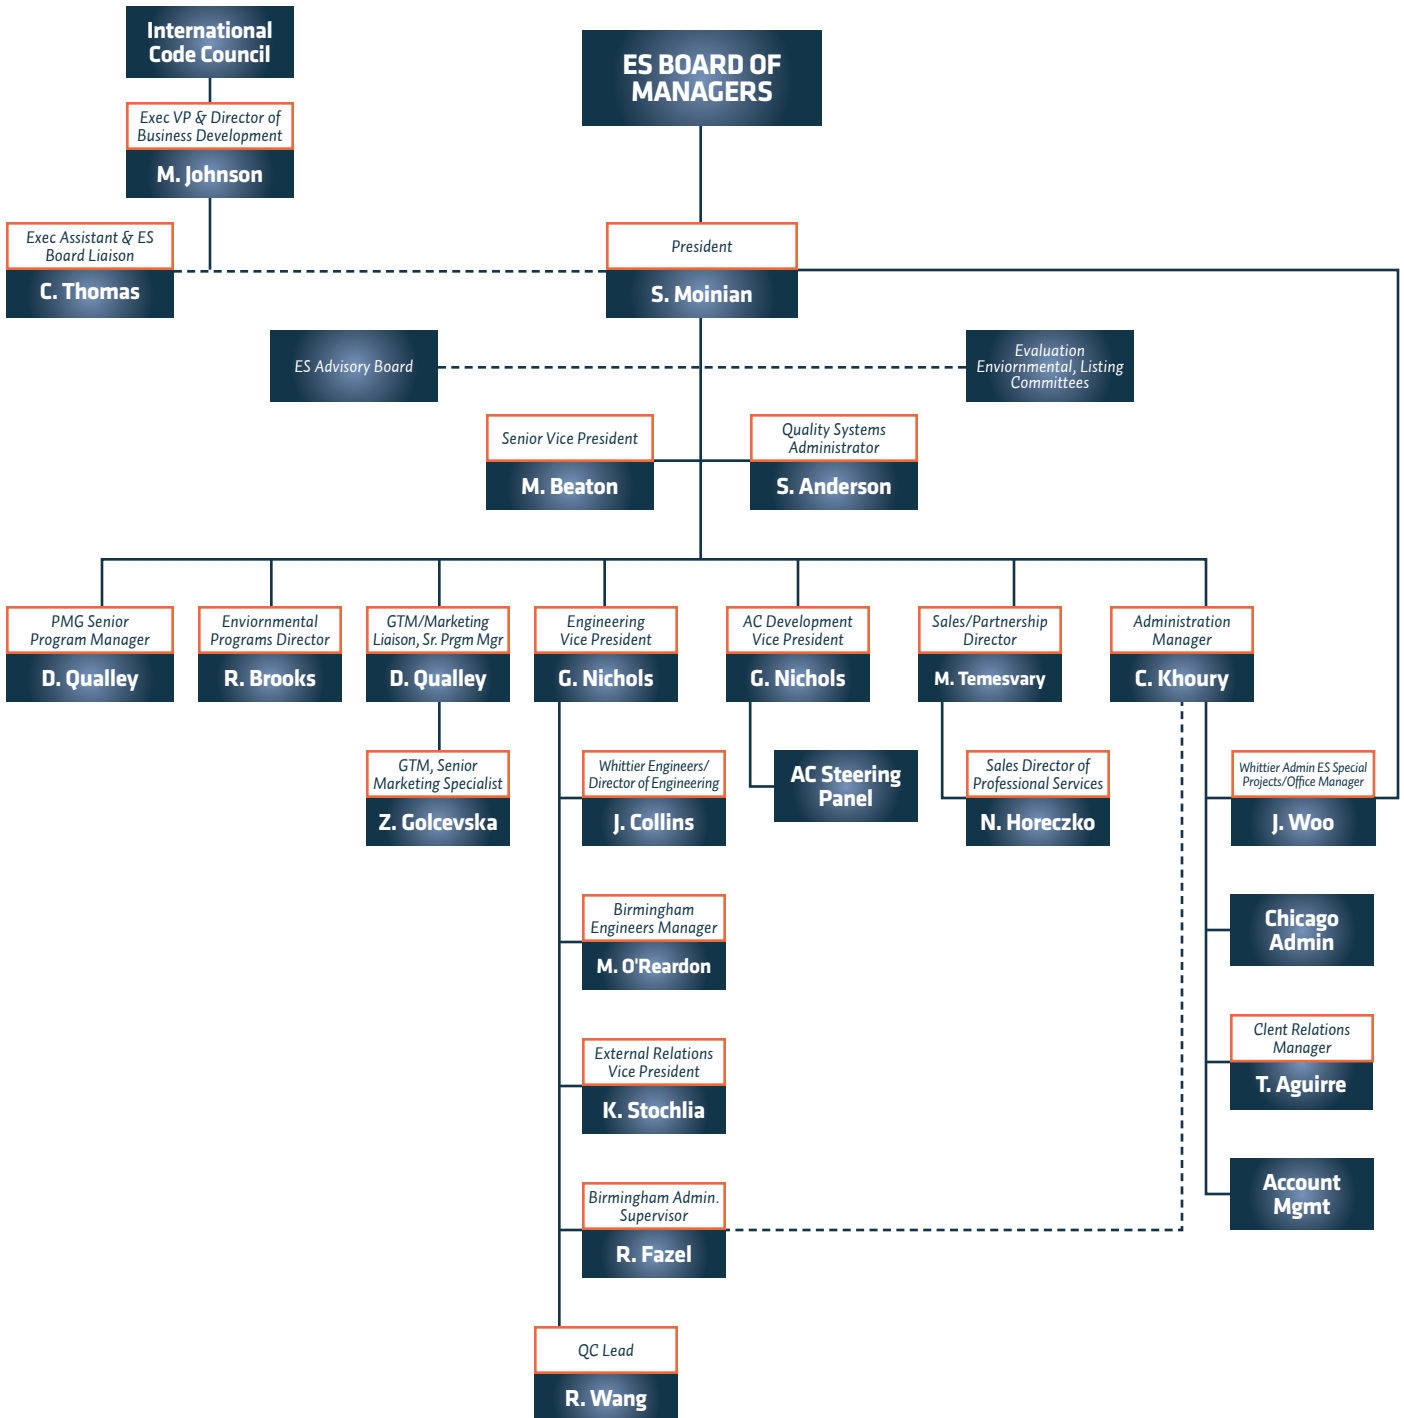 International
Code Council
ES BOARD OF
MANAGERS
Exec VP & Director of
Business Development
M. Johnson
Exec Assistant & ES
Board Liaison
C. Thomas
President
S. Moinian
ES Advisory Board
Evaluation
Enviornmental, Listing
Committees
Senior Vice President
M. Beaton
Quality Systems
Administrator
S. Anderson
PMG Senior
Program Manager
D. Qualley
Enviornmental
Programs Director
R. Brooks
GTM/Marketing
Liaison, Sr. Prgm Mgr
D. Qualley
Engineering
Vice President
G. Nichols
AC Development
Vice President
G. Nichols
Sales/Partnership
Director
M. Temesvary
Administration
Manager
C. Khoury
GTM, Senior
Marketing Specialist
Z. Golcevska
Whittier Engineers/
Director of Engineering
J. Collins
AC Steering
Panel
Sales Director of
Professional Services
N. Horeczko
Whittier Admin ES Special
Projects/Office Manager
J. Woo
Birmingham
Engineers Manager
M. O'Reardon
Chicago
Admin
External Relations
Vice President
K. Stochlia
Clent Relations
Manager
T. Aguirre
Birmingham Admin.
Supervisor
R. Fazel
Account
Mgmt
QC Lead
R. Wang